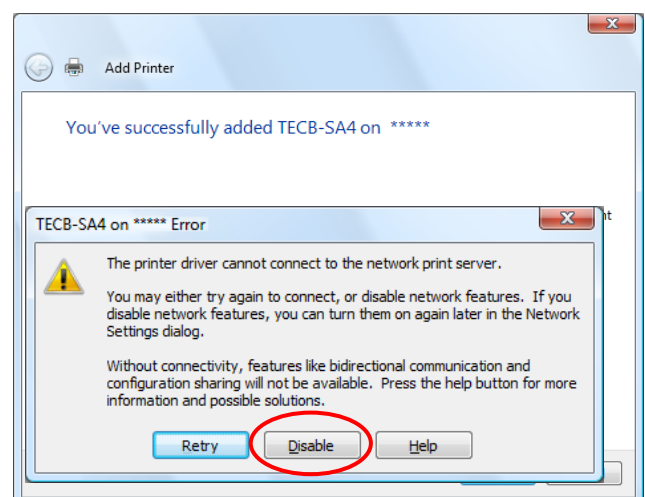 Add Printer
You've successfully added TECB-SA4 on *****
nt
TECB-SA4 on ***** Error
The printer driver cannot connect to the network print server.
You may either try again to connect, or disable network features. If you
disable network features, you can turn them on again later in the Network
Settings dialog.
Without connectivity, features like bidirectional communication and
configuration sharing will not be available. Press the help button for more
information and possible solutions.
Retry Disable Help